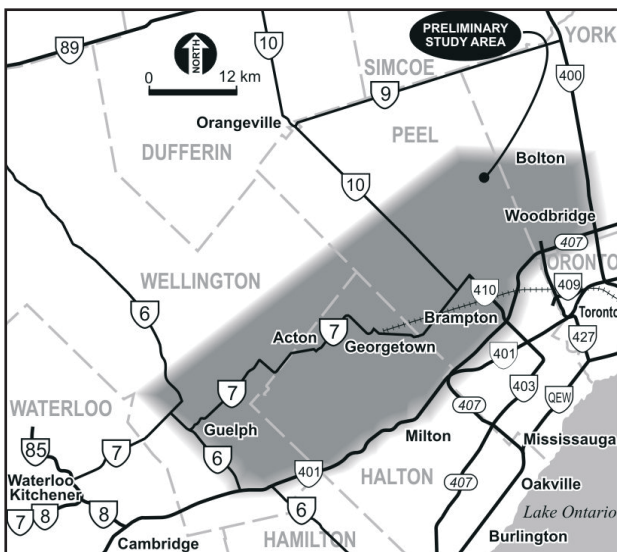 PRELIMINARY
STUDY AREA
YORK
89
NORTH
10
SIMCOE
400
0 12 km
9
Orangeville
PEEL
DUFFERIN
Bolton
10
Woodbridge
407
WELLINGTON
TORONTO
6
410
409
Acton
7
Brampton
Toronto
Georgetown
427
401
7
403
WATERLOO
407
QEW
Guelph
85
7
6
Milton
Mississauga
401
Waterloo
HALTON
Kitchener
407
Oakville
7
8
8
6
Lake Ontario
Cambridge
HAMILTON
Burlington